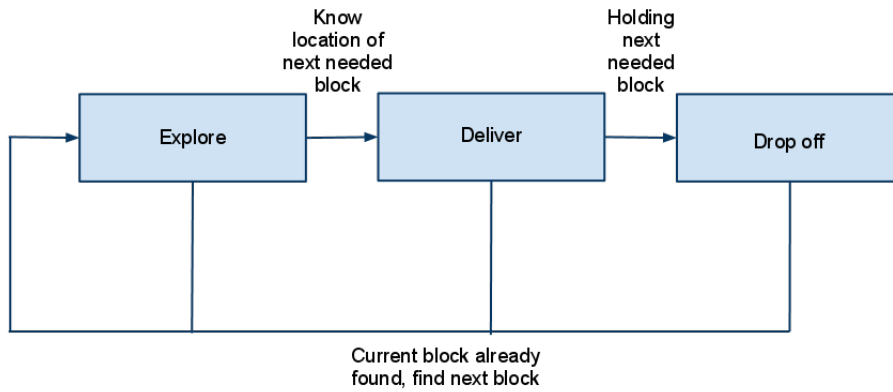 Know
location of
next needed
block
Holding
next
needed
block
Explore
Deliver
Drop off
Current block already
found, find next block